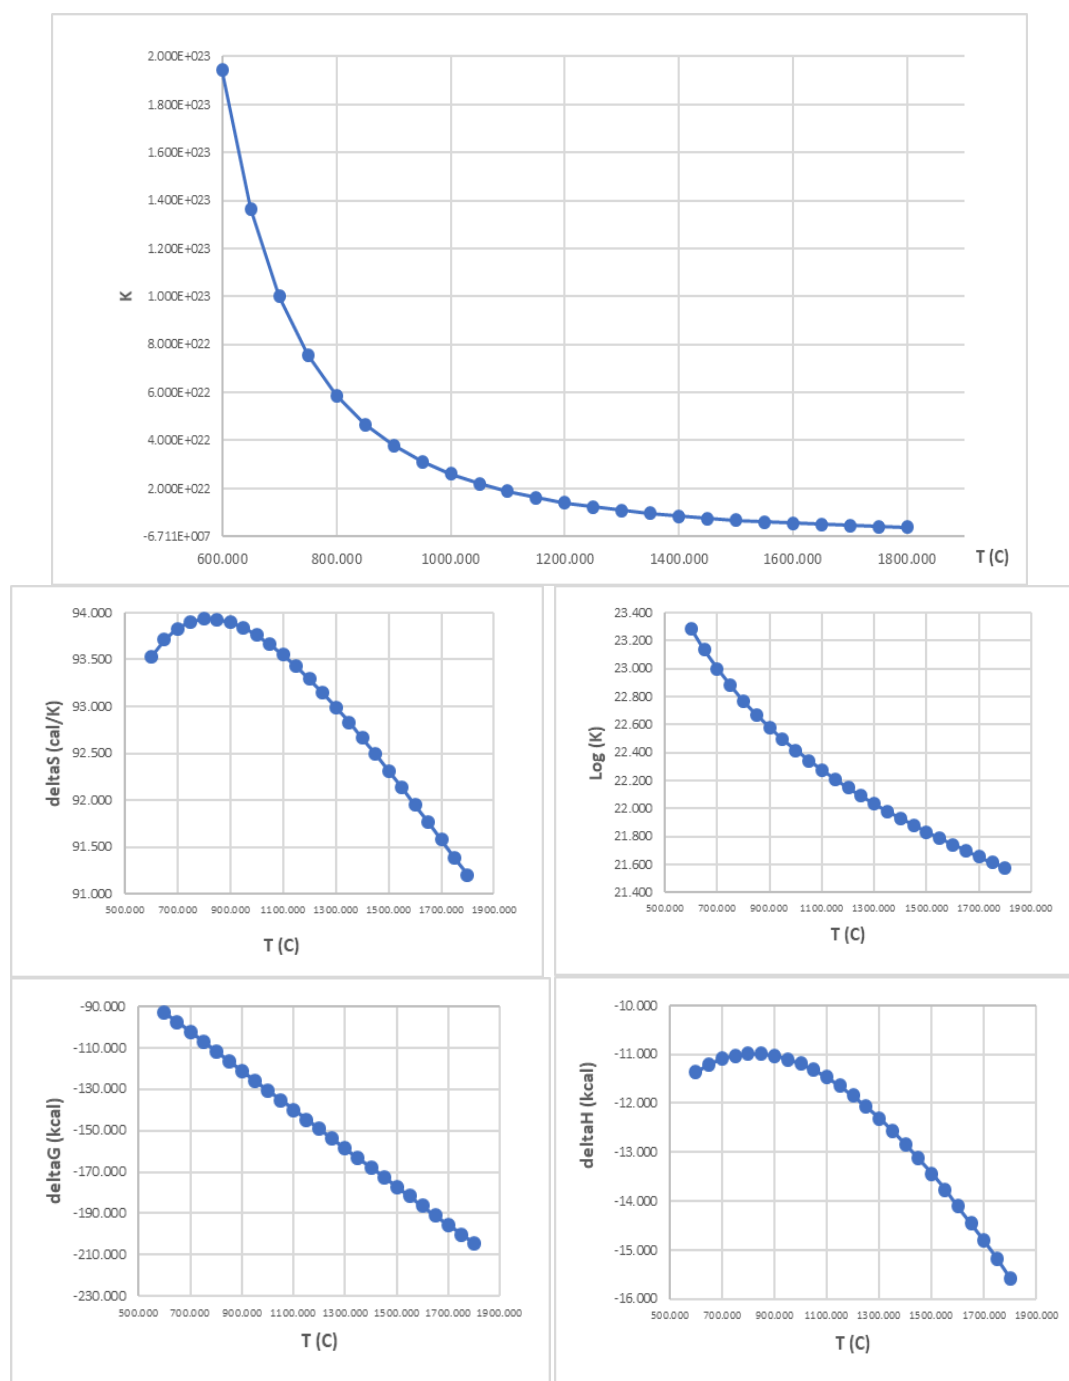 2.000E+023
1.800E+023
1.600E+023
1.400E+023
1.200E+023
K
1.000E+023
8.000E+022
6.000E+022
4.000E+022
2.000E+022
-6.711E+007
600.000 800.000 1000.000 1200.000 1400.000 1600.000 1800.000
T (C)
94.000
93.500
93.000
92.500
92.000
91.500
91.000
deltaS (cal/K)
500.000 700.000 900.000 1100.000 1300.000 1500.000 1700.000 1900.000
T (C)
23.400
23.200
23.000
22.800
22.600
22.400
22.200
22.000
21.800
21.600
21.400
Log (K)
500.000 700.000 900.000 1100.000 1300.000 1500.000 1700.000 1900.000
T (C)
-90.000
-110.000
-130.000
-150.000
-170.000
-190.000
-210.000
-230.000
deltaG (kcal)
500.000 700.000 900.000 1100.000 1300.000 1500.000 1700.000 1900.000
T (C)
-10.000
-11.000
-12.000
-13.000
-14.000
-15.000
-16.000
deltaH (kcal)
500.000 700.000 900.000 1100.000 1300.000 1500.000 1700.000 1900.000
T (C)